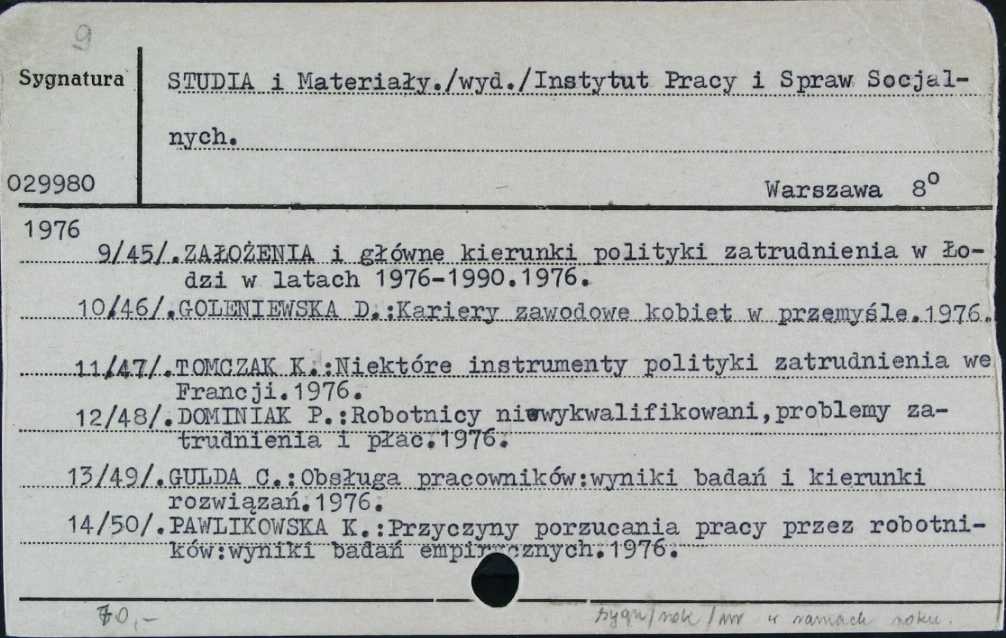 9
Sygnatura
STUDIA i Materiały./wyd./Instytut Pracy i Spraw Socjal-
nych.
029980
Warszawa 8º
1976
9/45/.ZAŁOŻENIA i główne kierunki polityki zatrudnienia w Ło-
dzi w latach 1976-1990.1976.
10/46/.GOLENIEWSKA D.:Kariery zawodowe kobiet w przemyśle.1976.
11/47/.TOMCZAK K.:Niektóre instrumenty polityki zatrudnienia we
Francji.1976.
12/48/.DOMINIAK P.:Robotnicy niewykwalifikowani,problemy za-
trudnienia i płac.1976.
13/49/.GULDA C.:Obsługa pracowników:wyniki badań i kierunki
rozwiązań.1976.
14/50/.PAWLIKOWSKA K.:Przyczyny porzucania pracy przez robotni-
ków:wyniki badań empirycznych.1976.
70,-
sygn/rok/nr w ramach roku.